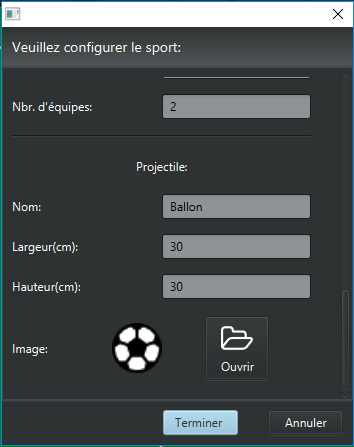 Veuillez configurer le sport:
Nbr. d'équipes: 2
Projectile:
Nom: Ballon
Largeur(cm): 30
Hauteur(cm): 30
Image: Ouvrir
Terminer Annuler